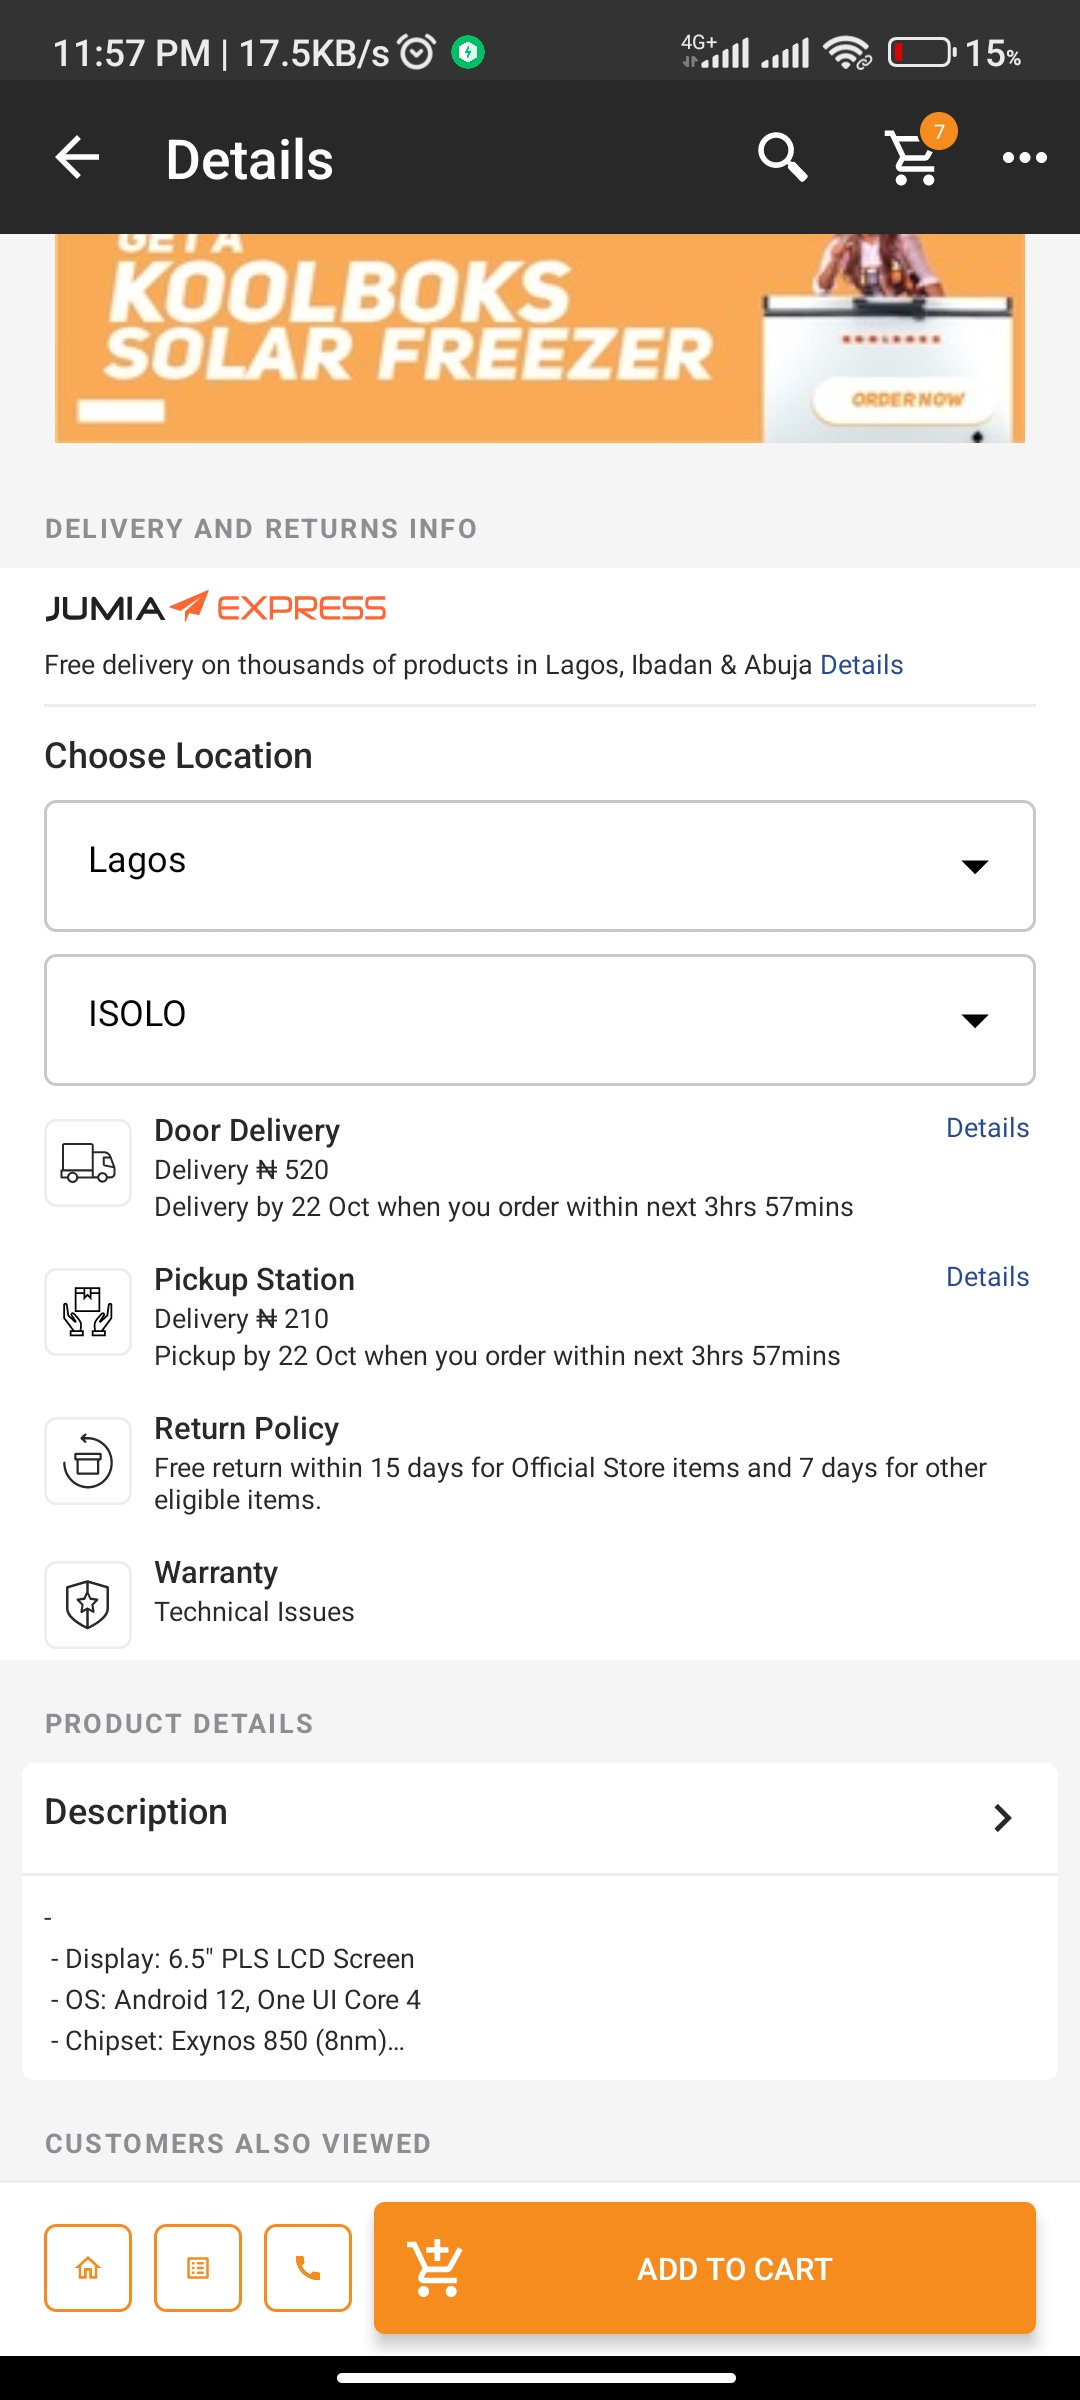 11:57 PM | 17.5KB/s
4G+
15%
Details
7
GET A
KOOLBOKS
SOLAR FREEZER
ORDER NOW
DELIVERY AND RETURNS INFO
JUMIA EXPRESS
Free delivery on thousands of products in Lagos, Ibadan & Abuja Details
Choose Location
Lagos
ISOLO
Door Delivery
Details
Delivery ₦ 520
Delivery by 22 Oct when you order within next 3hrs 57mins
Pickup Station
Details
Delivery ₦ 210
Pickup by 22 Oct when you order within next 3hrs 57mins
Return Policy
Free return within 15 days for Official Store items and 7 days for other
eligible items.
Warranty
Technical Issues
PRODUCT DETAILS
Description
-
- Display: 6.5" PLS LCD Screen
- OS: Android 12, One UI Core 4
- Chipset: Exynos 850 (8nm)...
CUSTOMERS ALSO VIEWED
ADD TO CART